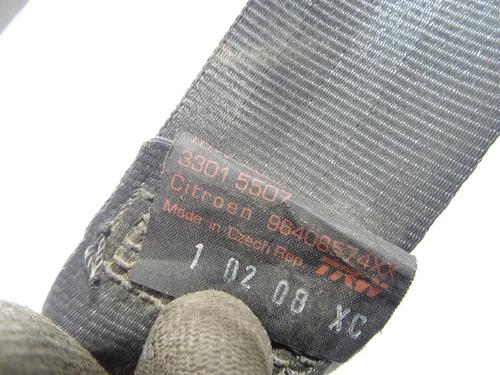 3301 5507
Citroen 96408574XX
Made in Czech Rep. TRW
1 02 08 XC